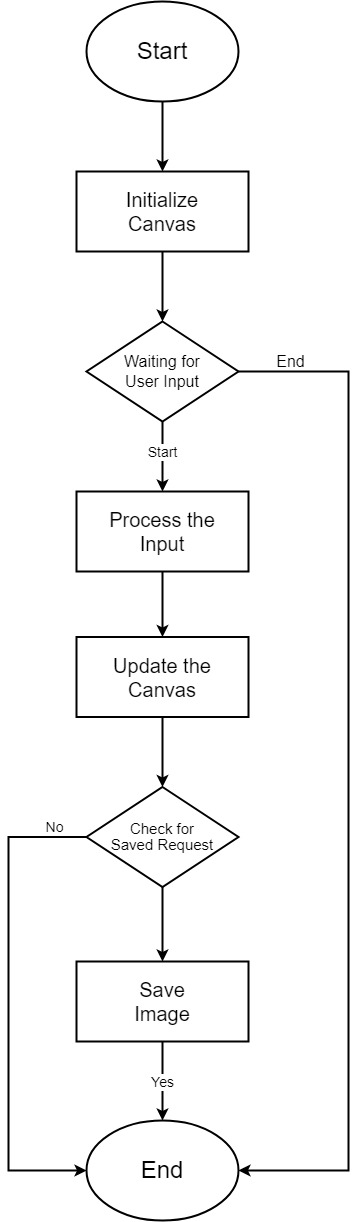 Start
Initialize
Canvas
Waiting for
User Input
End
Start
Process the
Input
Update the
Canvas
No
Check for
Saved Request
Save
Image
Yes
End